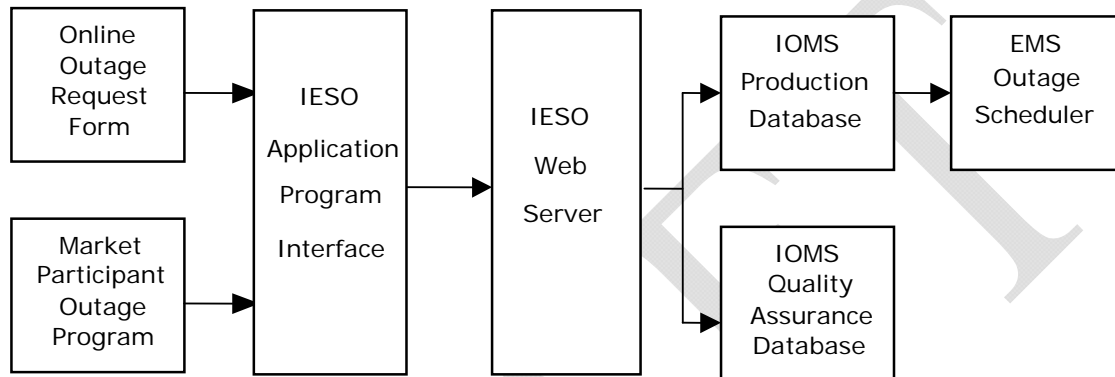 Online
Outage
Request
Form
Market
Participant
Outage
Program
IESO
Application
Program
Interface
IESO
Web
Server
IOMS
Production
Database
EMS
Outage
Scheduler
IOMS
Quality
Assurance
Database